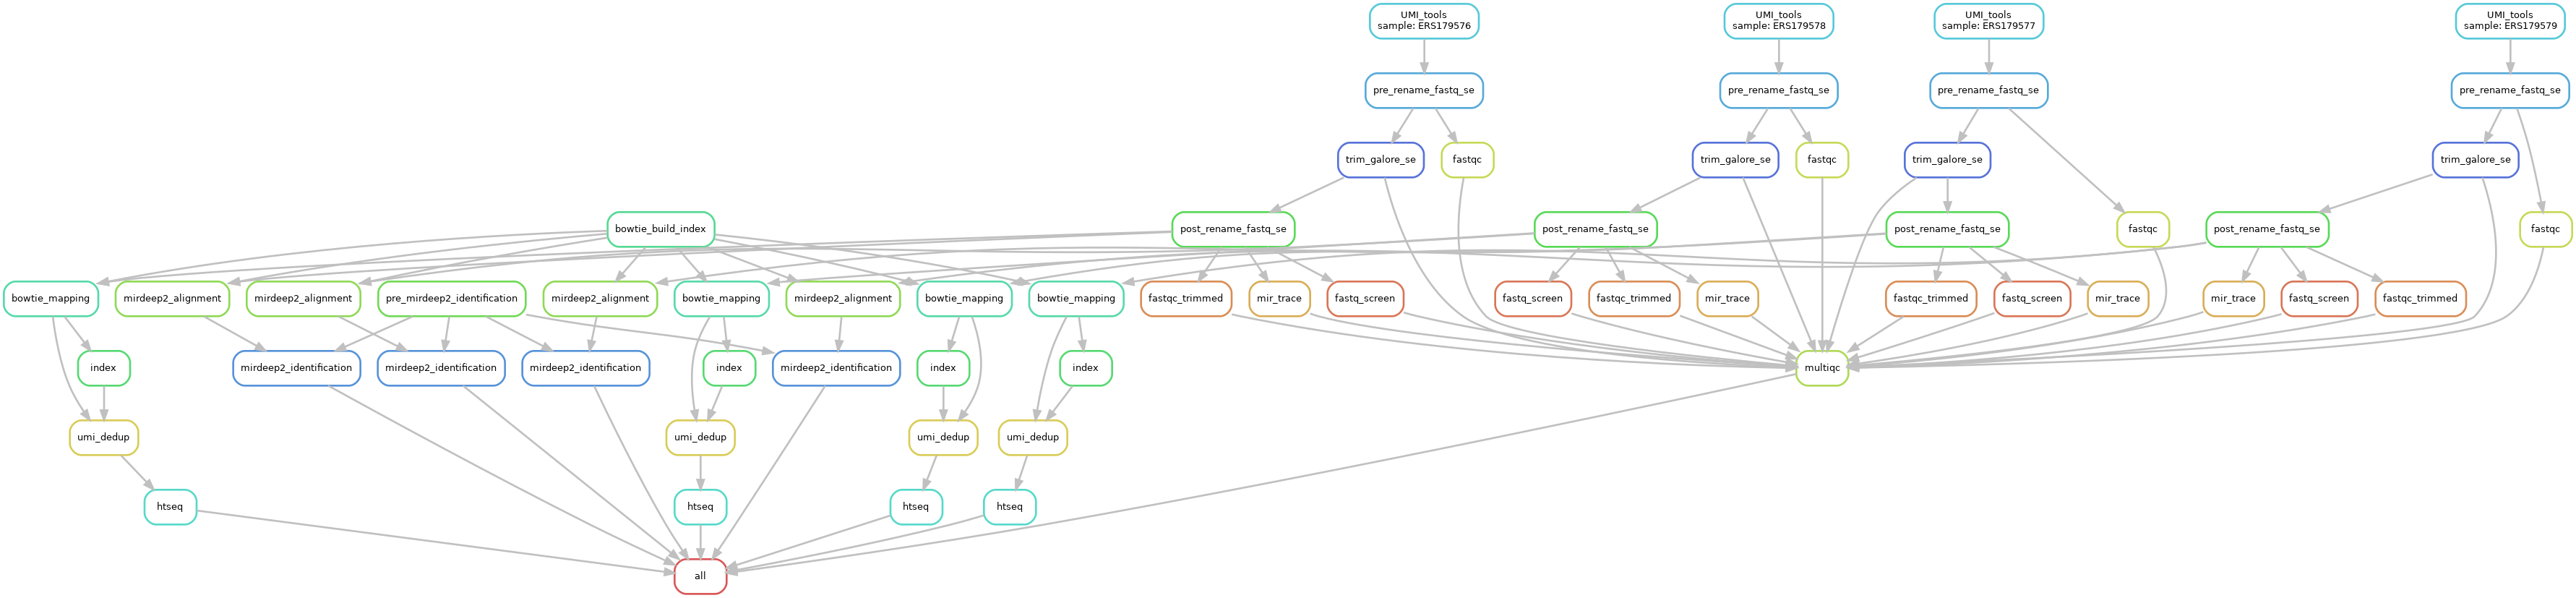 UMI_tools
sample: ERS179576
UMI_tools
sample: ERS179578
UMI_tools
sample: ERS179577
UMI_tools
sample: ERS179579
pre_rename_fastq_se
pre_rename_fastq_se
pre_rename_fastq_se
pre_rename_fastq_se
trim_galore_se
fastqc
trim_galore_se
fastqc
trim_galore_se
trim_galore_se
bowtie_build_index
post_rename_fastq_se
post_rename_fastq_se
post_rename_fastq_se
fastqc
post_rename_fastq_se
fastqc
bowtie_mapping
mirdeep2_alignment
mirdeep2_alignment
pre_mirdeep2_identification
mirdeep2_alignment
bowtie_mapping
mirdeep2_alignment
bowtie_mapping
bowtie_mapping
fastqc_trimmed
mir_trace
fastq_screen
fastq_screen
fastqc_trimmed
mir_trace
fastqc_trimmed
fastq_screen
mir_trace
mir_trace
fastq_screen
fastqc_trimmed
index
mirdeep2_identification
mirdeep2_identification
mirdeep2_identification
index
mirdeep2_identification
index
index
multiqc
umi_dedup
umi_dedup
umi_dedup
umi_dedup
htseq
htseq
htseq
htseq
all